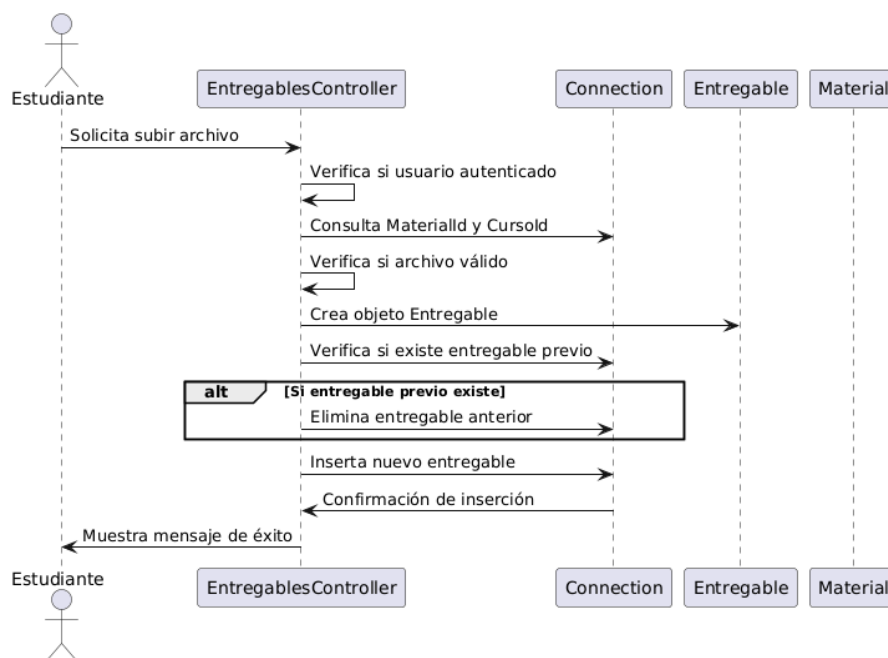 Estudiante
EntregablesController
Connection
Entregable
Material
Solicita subir archivo
Verifica si usuario autenticado
Consulta MaterialId y CursoId
Verifica si archivo válido
Crea objeto Entregable
Verifica si existe entregable previo
alt
[Si entregable previo existe]
Elimina entregable anterior
Inserta nuevo entregable
Confirmación de inserción
Muestra mensaje de éxito
Estudiante
EntregablesController
Connection
Entregable
Material